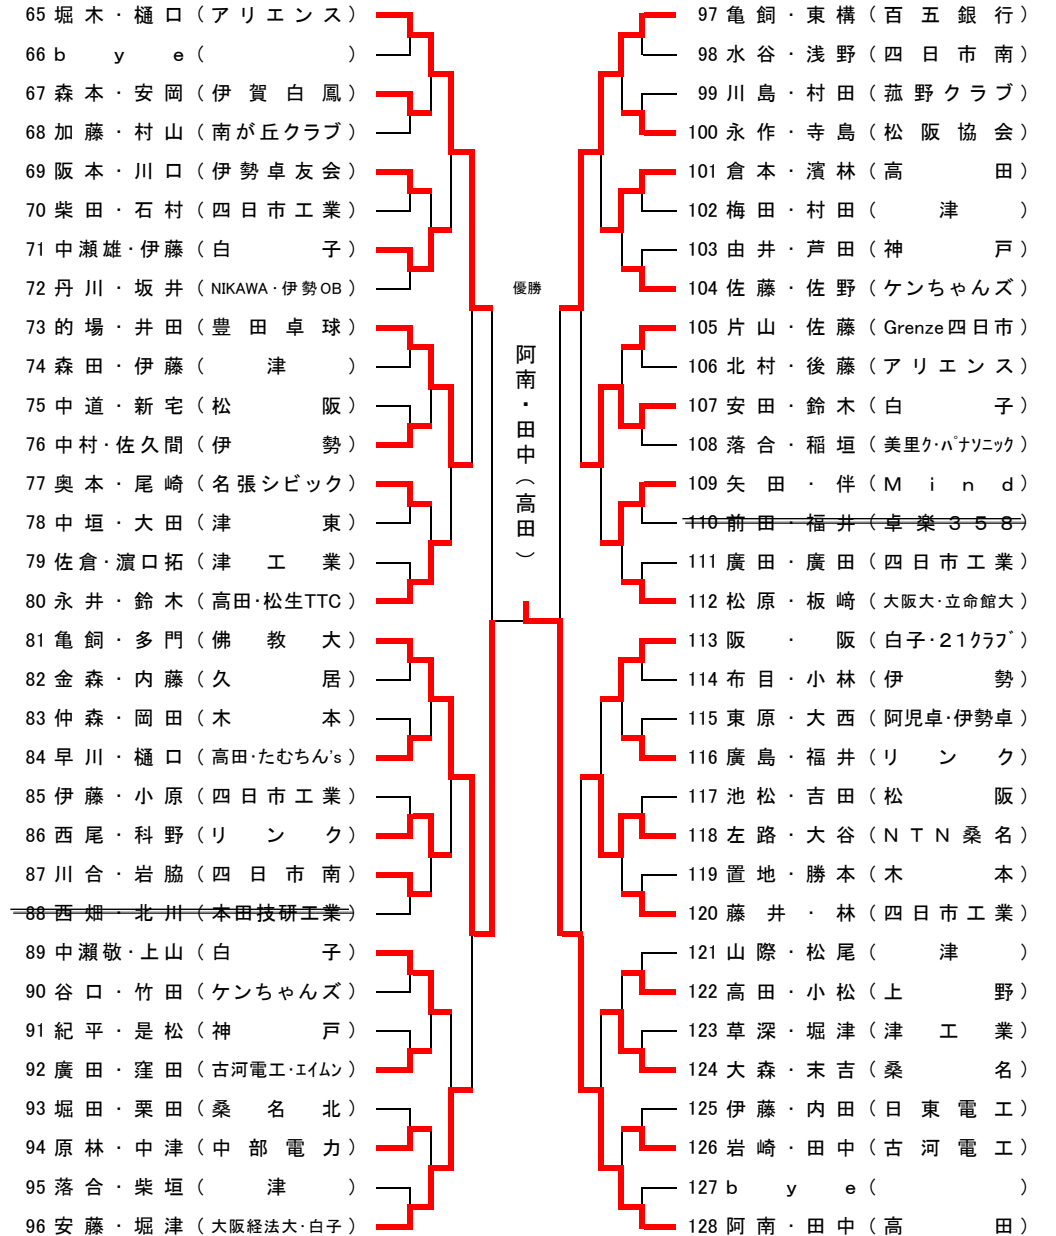 65 堀木・樋口（アリエンス）
66 bye（　）
67 森本・安岡（伊賀白鳳）
68 加藤・村山（南が丘クラブ）
69 阪本・川口（伊勢卓友会）
70 柴田・石村（四日市工業）
71 中瀬雄・伊藤（白子）
72 丹川・坂井（NIKAWA・伊勢OB）
73 的場・井田（豊田卓球）
74 森田・伊藤（津）
75 中道・新宅（松阪）
76 中村・佐久間（伊勢）
77 奥本・尾崎（名張シビック）
78 中垣・大田（津東）
79 佐倉・濵口拓（津工業）
80 永井・鈴木（高田・松生TTC）
81 亀飼・多門（佛教大）
82 金森・内藤（久居）
83 仲森・岡田（木本）
84 早川・樋口（高田・たむちん's）
85 伊藤・小原（四日市工業）
86 西尾・科野（リンク）
87 川合・岩脇（四日市南）
88 西畑・北川（本田技研工業）
89 中瀬敬・上山（白子）
90 谷口・竹田（ケンちゃんズ）
91 紀平・是松（神戸）
92 廣田・窪田（古河電工・エイムン）
93 堀田・栗田（桑名北）
94 原林・中津（中部電力）
95 落合・柴垣（津）
96 安藤・堀津（大阪経法大・白子）
優勝
阿南・田中（高田）
97 亀飼・東構（百五銀行）
98 水谷・浅野（四日市南）
99 川島・村田（菰野クラブ）
100 永作・寺島（松阪協会）
101 倉本・濱林（高田）
102 梅田・村田（津）
103 由井・芦田（神戸）
104 佐藤・佐野（ケンちゃんズ）
105 片山・佐藤（Grenze四日市）
106 北村・後藤（アリエンス）
107 安田・鈴木（白子）
108 落合・稲垣（美里ク・パナソニック）
109 矢田・伴（Mind）
110 前田・福井（卓楽358）
111 廣田・廣田（四日市工業）
112 松原・板﨑（大阪大・立命館大）
113 阪・阪（白子・21クラブ）
114 布目・小林（伊勢）
115 東原・大西（阿児卓・伊勢卓）
116 廣島・福井（リンク）
117 池松・吉田（松阪）
118 左路・大谷（NTN桑名）
119 置地・勝本（木本）
120 藤井・林（四日市工業）
121 山際・松尾（津）
122 高田・小松（上野）
123 草深・堀津（津工業）
124 大森・末吉（桑名）
125 伊藤・内田（日東電工）
126 岩崎・田中（古河電工）
127 bye（　）
128 阿南・田中（高田）